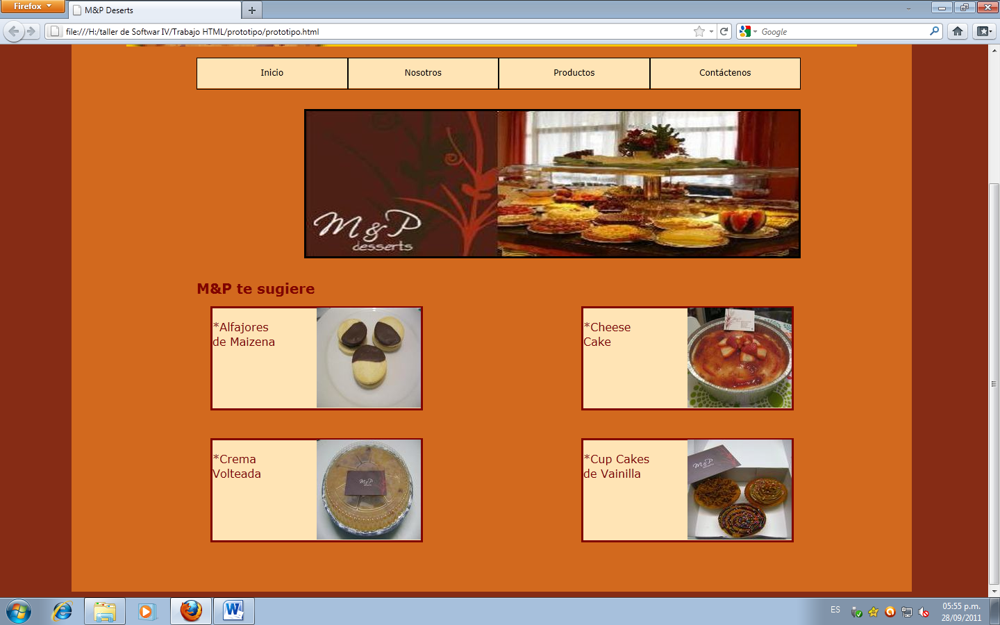 Firefox
M&P Deserts
file:///H:/taller de Softwar IV/Trabajo HTML/prototipo/prototipo.html
Google
Inicio
Nosotros
Productos
Contáctenos
M&P
desserts
M&P te sugiere
*Alfajores
de Maizena
*Cheese
Cake
*Crema
Volteada
M&P
*Cup Cakes
de Vainilla
M&P
ES
05:55 p.m.
28/09/2011